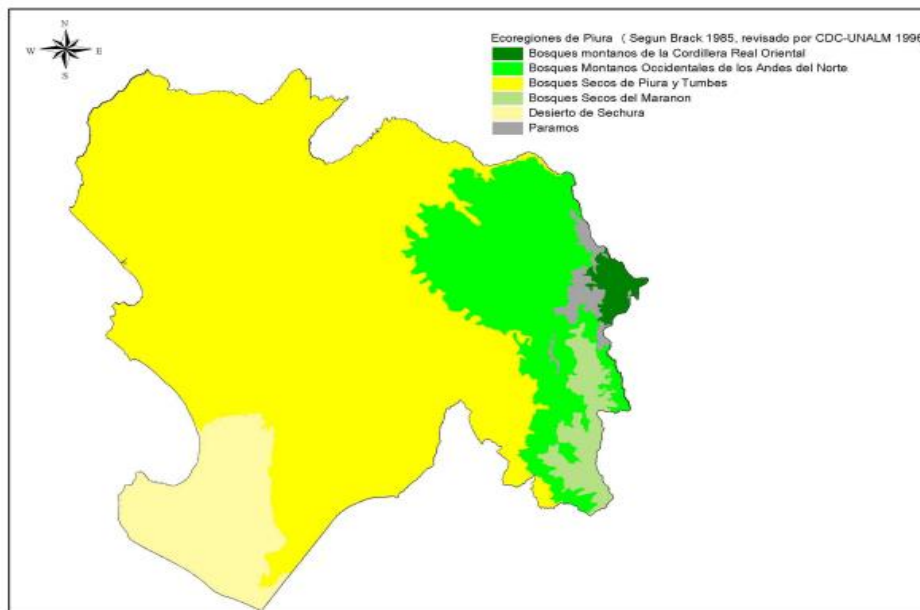 N
W E
S
Ecoregiones de Piura ( Segun Brack 1985, revisado por CDC-UNALM 1996
Bosques montanos de la Cordillera Real Oriental
Bosques Montanos Occidentales de los Andes del Norte
Bosques Secos de Piura y Tumbes
Bosques Secos del Maranon
Desierto de Sechura
Paramos